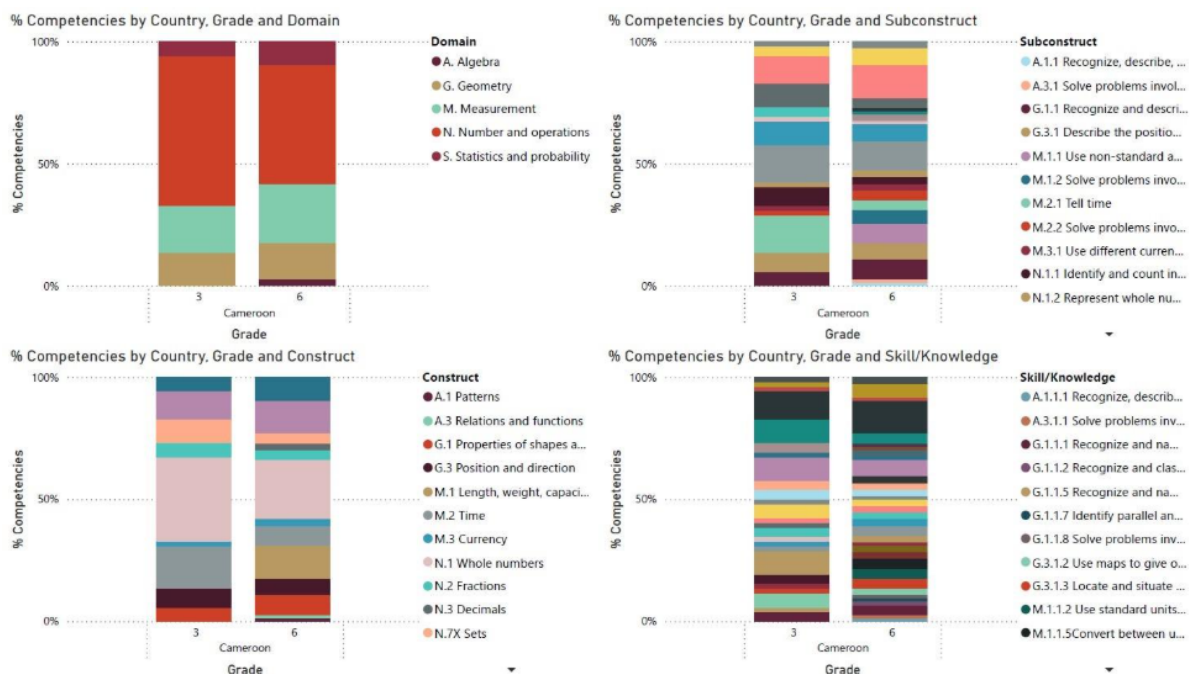 % Competencies by Country, Grade and Domain
100%
50%
0%
% Competencies
3
6
Cameroon
Grade
Domain
A. Algebra
G. Geometry
M. Measurement
N. Number and operations
S. Statistics and probability
% Competencies by Country, Grade and Subconstruct
100%
50%
0%
% Competencies
3
6
Cameroon
Grade
Subconstruct
A.1.1 Recognize, describe, ...
A.3.1 Solve problems invol...
G.1.1 Recognize and descri...
G.3.1 Describe the positio...
M.1.1 Use non-standard a...
M.1.2 Solve problems invo...
M.2.1 Tell time
M.2.2 Solve problems invo...
M.3.1 Use different curren...
N.1.1 Identify and count in...
N.1.2 Represent whole nu...
% Competencies by Country, Grade and Construct
100%
50%
0%
% Competencies
3
6
Cameroon
Grade
Construct
A.1 Patterns
A.3 Relations and functions
G.1 Properties of shapes a...
G.3 Position and direction
M.1 Length, weight, capaci...
M.2 Time
M.3 Currency
N.1 Whole numbers
N.2 Fractions
N.3 Decimals
N.7X Sets
% Competencies by Country, Grade and Skill/Knowledge
100%
50%
0%
% Competencies
3
6
Cameroon
Grade
Skill/Knowledge
A.1.1.1 Recognize, describ...
A.3.1.1 Solve problems inv...
G.1.1.1 Recognize and na...
G.1.1.2 Recognize and clas...
G.1.1.5 Recognize and na...
G.1.1.7 Identify parallel an...
G.1.1.8 Solve problems inv...
G.3.1.2 Use maps to give o...
G.3.1.3 Locate and situate ...
M.1.1.2 Use standard units...
M.1.1.5Convert between u...